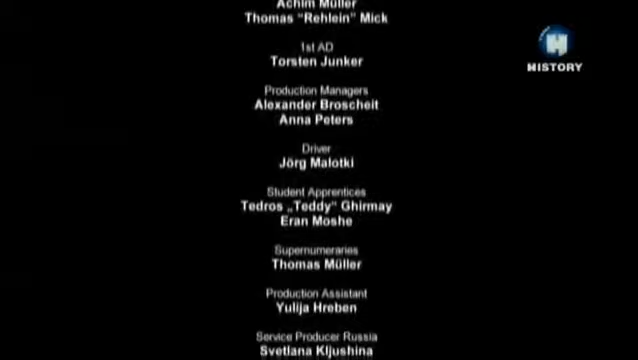 Achim Müller
Thomas “Rehlein” Mick
1st AD
Torsten Junker
Production Managers
Alexander Broscheit
Anna Peters
Driver
Jörg Malotki
Student Apprentices
Tedros „Teddy“ Ghirmay
Eran Moshe
Supernumeraries
Thomas Müller
Production Assistant
Yulija Hreben
Service Producer Russia
Svetlana Kljushina
H
HISTORY